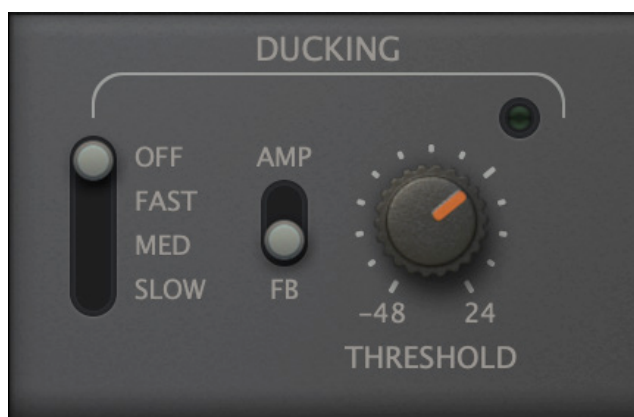 DUCKING
OFF
FAST
MED
SLOW
AMP
FB
-48
24
THRESHOLD